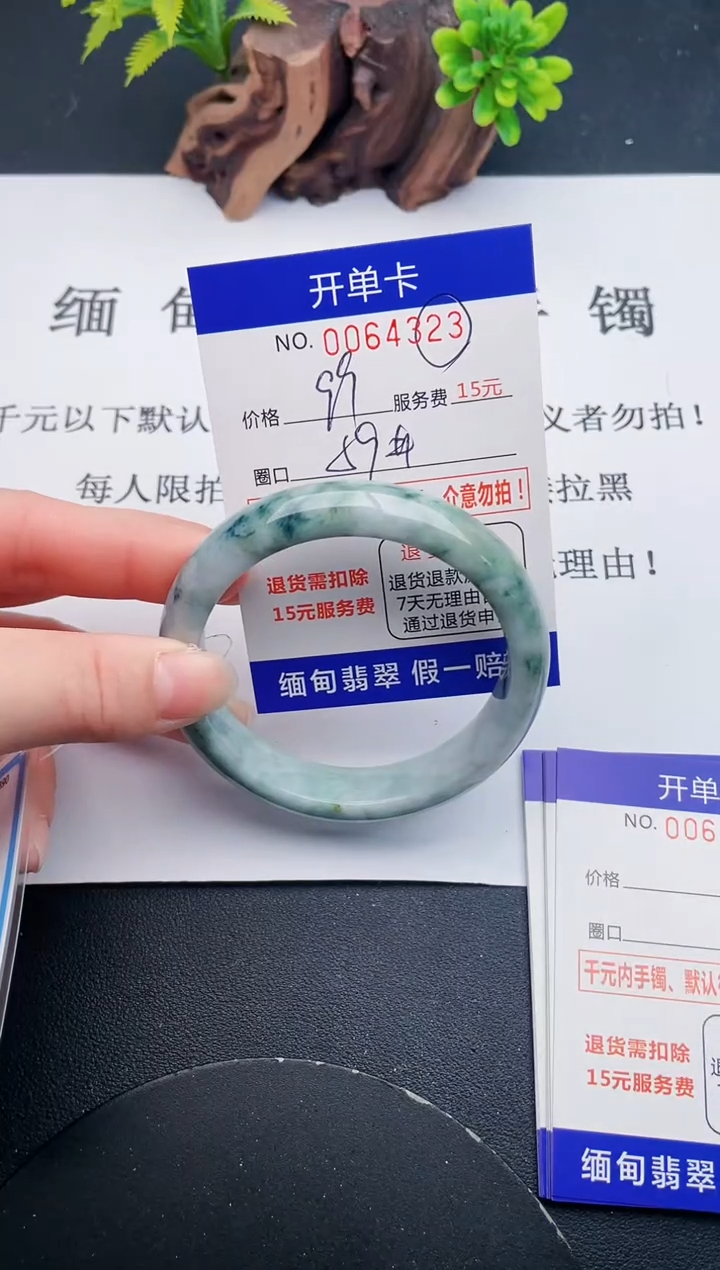 缅甸
手镯
千元以下默认
义者勿拍！
每人限拍
拉黑
无理由！
开单卡
NO. 0064323
价格 99 服务费 15元
圈口 59
介意勿拍！
退货需扣除
15元服务费
退货退款
7天无理由
通过退货申
缅甸翡翠 假一赔
开单
NO. 006
价格
圈口
千元内手镯、默认
退货需扣除
15元服务费
缅甸翡翠